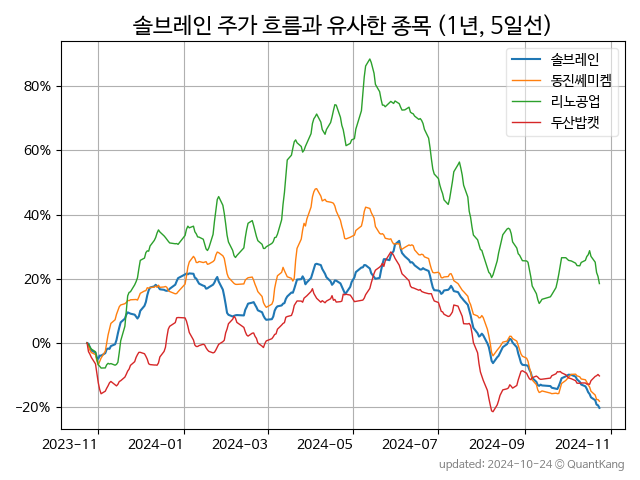 솔브레인 주가 흐름과 유사한 종목 (1년, 5일선)
솔브레인
동진쎄미켐
리노공업
두산밥캣
80%
60%
40%
20%
0%
−20%
2023-11
2024-01
2024-03
2024-05
2024-07
2024-09
2024-11
updated: 2024-10-24 © QuantKang